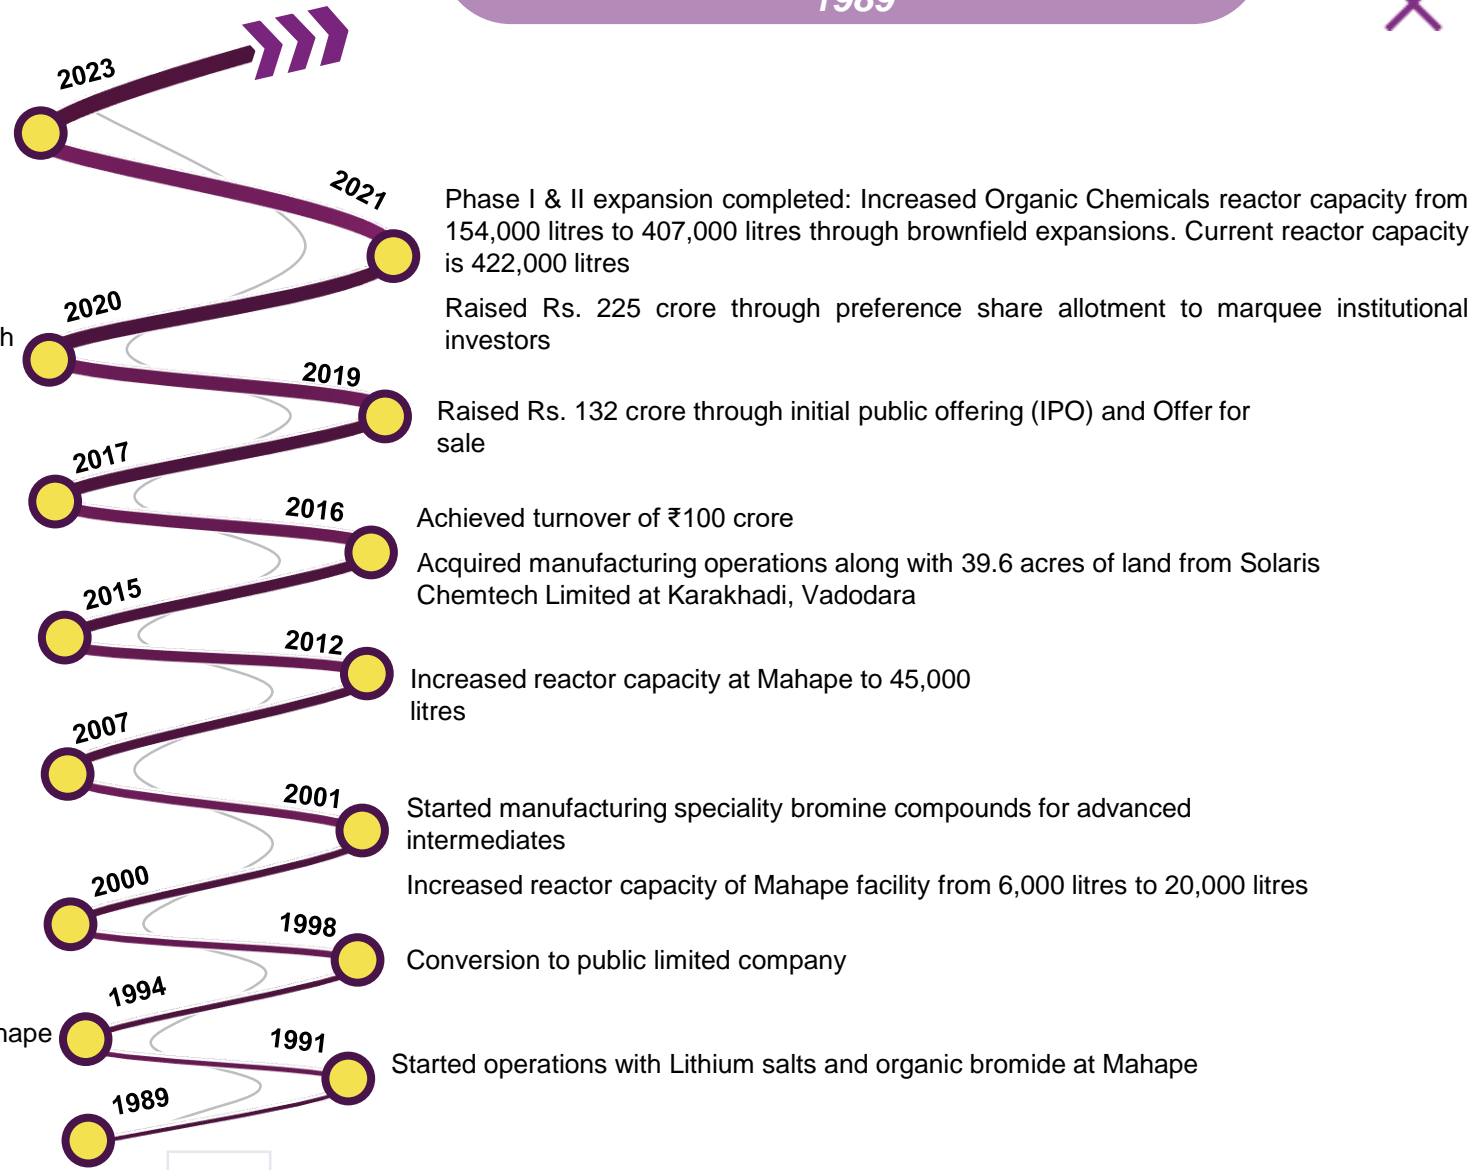 1989
2023
2021
Phase I & II expansion completed: Increased Organic Chemicals reactor capacity from
154,000 litres to 407,000 litres through brownfield expansions. Current reactor capacity
is 422,000 litres
Raised Rs. 225 crore through preference share allotment to marquee institutional
investors
2020
2019
Raised Rs. 132 crore through initial public offering (IPO) and Offer for
sale
2017
2016
Achieved turnover of ₹100 crore
Acquired manufacturing operations along with 39.6 acres of land from Solaris
Chemtech Limited at Karakhadi, Vadodara
2015
2012
Increased reactor capacity at Mahape to 45,000
litres
2007
2001
Started manufacturing speciality bromine compounds for advanced
intermediates
Increased reactor capacity of Mahape facility from 6,000 litres to 20,000 litres
2000
1998
Conversion to public limited company
1994
1991
Started operations with Lithium salts and organic bromide at Mahape
1989